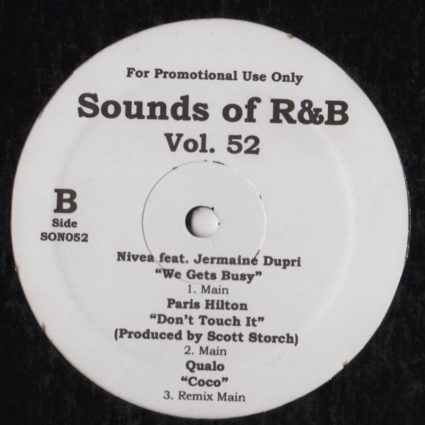 For Promotional Use Only
Sounds of R&B
Vol. 52
B
Side
SON052
Nivea feat. Jermaine Dupri
“We Gets Busy”
1. Main
Paris Hilton
“Don't Touch It”
(Produced by Scott Storch)
2. Main
Qualo
“Coco”
3. Remix Main